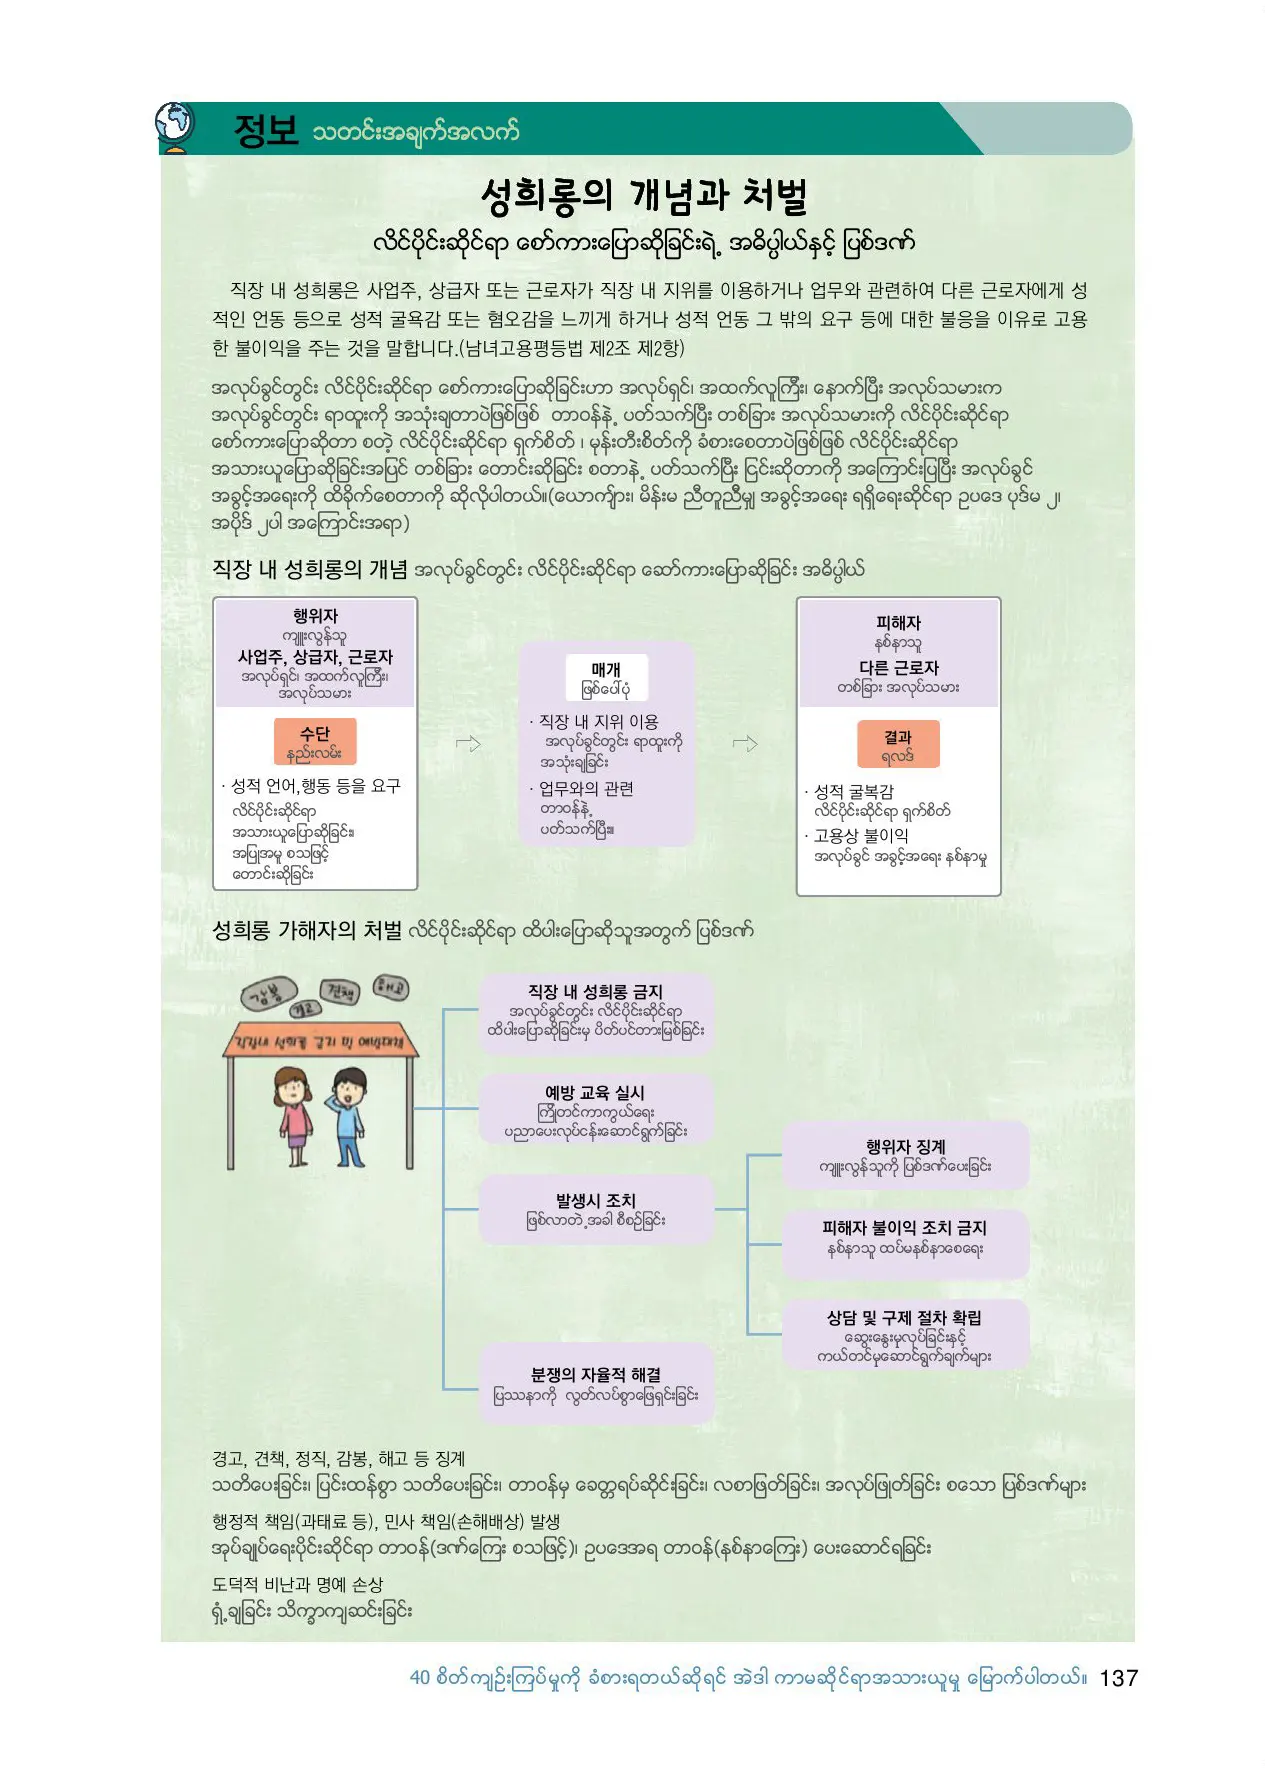 정보 သတင်းအချက်အလက်
성희롱의 개념과 처벌
လိင်ပိုင်းဆိုင်ရာ စော်ကားပြောဆိုခြင်းရဲ့ အဓိပ္ပါယ်နှင့် ပြစ်ဒဏ်
직장 내 성희롱은 사업주, 상급자 또는 근로자가 직장 내 지위를 이용하거나 업무와 관련하여 다른 근로자에게 성
적인 언동 등으로 성적 굴욕감 또는 혐오감을 느끼게 하거나 성적 언동 그 밖의 요구 등에 대한 불응을 이유로 고용
한 불이익을 주는 것을 말합니다.(남녀고용평등법 제2조 제2항)
အလုပ်ခွင်တွင်း လိင်ပိုင်းဆိုင်ရာ စော်ကားပြောဆိုခြင်းဟာ အလုပ်ရှင်၊ အထက်လူကြီး၊ နောက်ပြီး အလုပ်သမားက
အလုပ်ခွင်တွင်း ရာထူးကို အသုံးချတာပဲဖြစ်ဖြစ် တာဝန်နဲ့ ပတ်သက်ပြီး တစ်ခြား အလုပ်သမားကို လိင်ပိုင်းဆိုင်ရာ
စော်ကားပြောဆိုတာ စတဲ့ လိင်ပိုင်းဆိုင်ရာ ရှက်စိတ် ၊ မုန်းတီးစိတ်ကို ခံစားစေတာပဲဖြစ်ဖြစ် လိင်ပိုင်းဆိုင်ရာ
အသားယူပြောဆိုခြင်းအပြင် တစ်ခြား တောင်းဆိုခြင်း စတာနဲ့ ပတ်သက်ပြီး ငြင်းဆိုတာကို အကြောင်းပြပြီး အလုပ်ခွင်
အခွင့်အရေးကို ထိခိုက်စေတာကို ဆိုလိုပါတယ်။(ယောက်ျား၊ မိန်းမ ညီတူညီမျှ အခွင့်အရေး ရရှိရေးဆိုင်ရာ ဥပဒေ ပုဒ်မ ၂၊
အပိုဒ် ၂ပါ အကြောင်းအရာ)
직장 내 성희롱의 개념 အလုပ်ခွင်တွင်း လိင်ပိုင်းဆိုင်ရာ ဆော်ကားပြောဆိုခြင်း အဓိပ္ပါယ်
행위자
ကျူးလွန်သူ
사업주, 상급자, 근로자
အလုပ်ရှင်၊ အထက်လူကြီး၊
အလုပ်သမား
수단
နည်းလမ်း
· 성적 언어,행동 등을 요구
လိင်ပိုင်းဆိုင်ရာ
အသားယူပြောဆိုခြင်း၊
အပြုအမူ စသဖြင့်
တောင်းဆိုခြင်း
매개
ဖြစ်ပေါ်ပုံ
· 직장 내 지위 이용
အလုပ်ခွင်တွင်း ရာထူးကို
အသုံးချခြင်း
· 업무와의 관련
တာဝန်နဲ့
ပတ်သက်ပြီး။
피해자
နစ်နာသူ
다른 근로자
တစ်ခြား အလုပ်သမား
결과
ရလဒ်
· 성적 굴복감
လိင်ပိုင်းဆိုင်ရာ ရှက်စိတ်
· 고용상 불이익
အလုပ်ခွင် အခွင့်အရေး နစ်နာမှု
성희롱 가해자의 처벌 လိင်ပိုင်းဆိုင်ရာ ထိပါးပြောဆိုသူအတွက် ပြစ်ဒဏ်
감봉
경고
견책
해고
직장내 성희롱 금지 및 예방대책
직장 내 성희롱 금지
အလုပ်ခွင်တွင်း လိင်ပိုင်းဆိုင်ရာ
ထိပါးပြောဆိုခြင်းမှ ပိတ်ပင်တားမြစ်ခြင်း
예방 교육 실시
ကြိုတင်ကာကွယ်ရေး
ပညာပေးလုပ်ငန်းဆောင်ရွက်ခြင်း
발생시 조치
ဖြစ်လာတဲ့အခါ စီစဉ်ခြင်း
행위자 징계
ကျူးလွန်သူကို ပြစ်ဒဏ်ပေးခြင်း
피해자 불이익 조치 금지
နစ်နာသူ ထပ်မနစ်နာစေရေး
상담 및 구제 절차 확립
ဆွေးနွေးမှုလုပ်ခြင်းနှင့်
ကယ်တင်မှုဆောင်ရွက်ချက်များ
분쟁의 자율적 해결
ပြဿနာကို လွတ်လပ်စွာဖြေရှင်းခြင်း
경고, 견책, 정직, 감봉, 해고 등 징계
သတိပေးခြင်း၊ ပြင်းထန်စွာ သတိပေးခြင်း၊ တာဝန်မှ ခေတ္တရပ်ဆိုင်းခြင်း၊ လစာဖြတ်ခြင်း၊ အလုပ်ဖြုတ်ခြင်း စသော ပြစ်ဒဏ်များ
행정적 책임(과태료 등), 민사 책임(손해배상) 발생
အုပ်ချုပ်ရေးပိုင်းဆိုင်ရာ တာဝန်(ဒဏ်ကြေး စသဖြင့်)၊ ဥပဒေအရ တာဝန်(နစ်နာကြေး) ပေးဆောင်ရခြင်း
도덕적 비난과 명예 손상
ရှုံ့ချခြင်း သိက္ခာကျဆင်းခြင်း
40 စိတ်ကျဉ်းကြပ်မှုကို ခံစားရတယ်ဆိုရင် အဲဒါ ကာမဆိုင်ရာအသားယူမှု မြောက်ပါတယ်။ 137